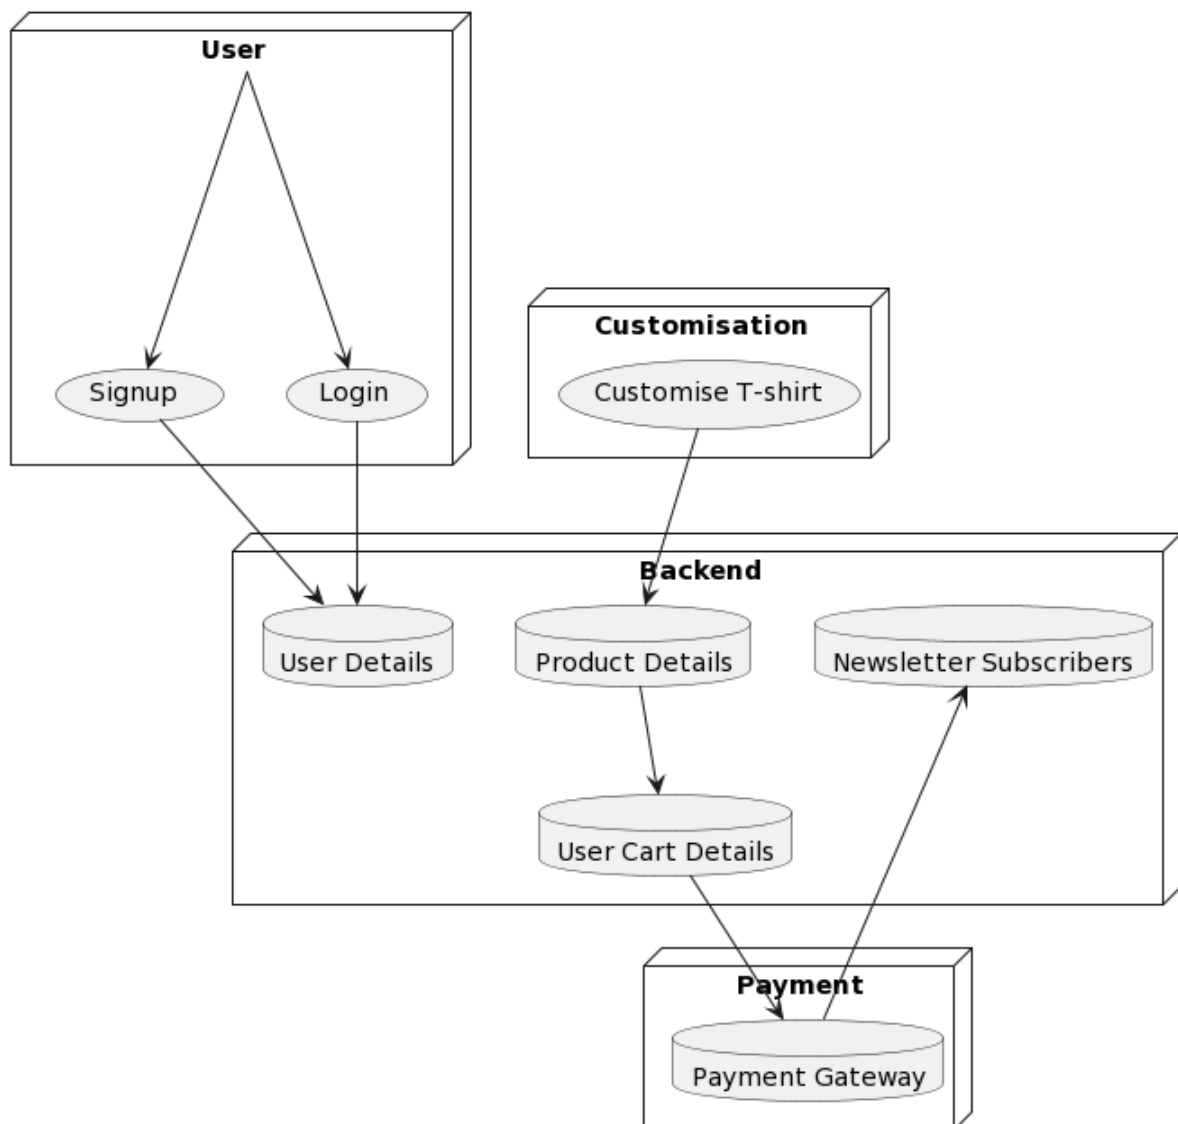 User
Customisation
Signup
Login
Customise T-shirt
Backend
User Details
Product Details
Newsletter Subscribers
User Cart Details
Payment
Payment Gateway